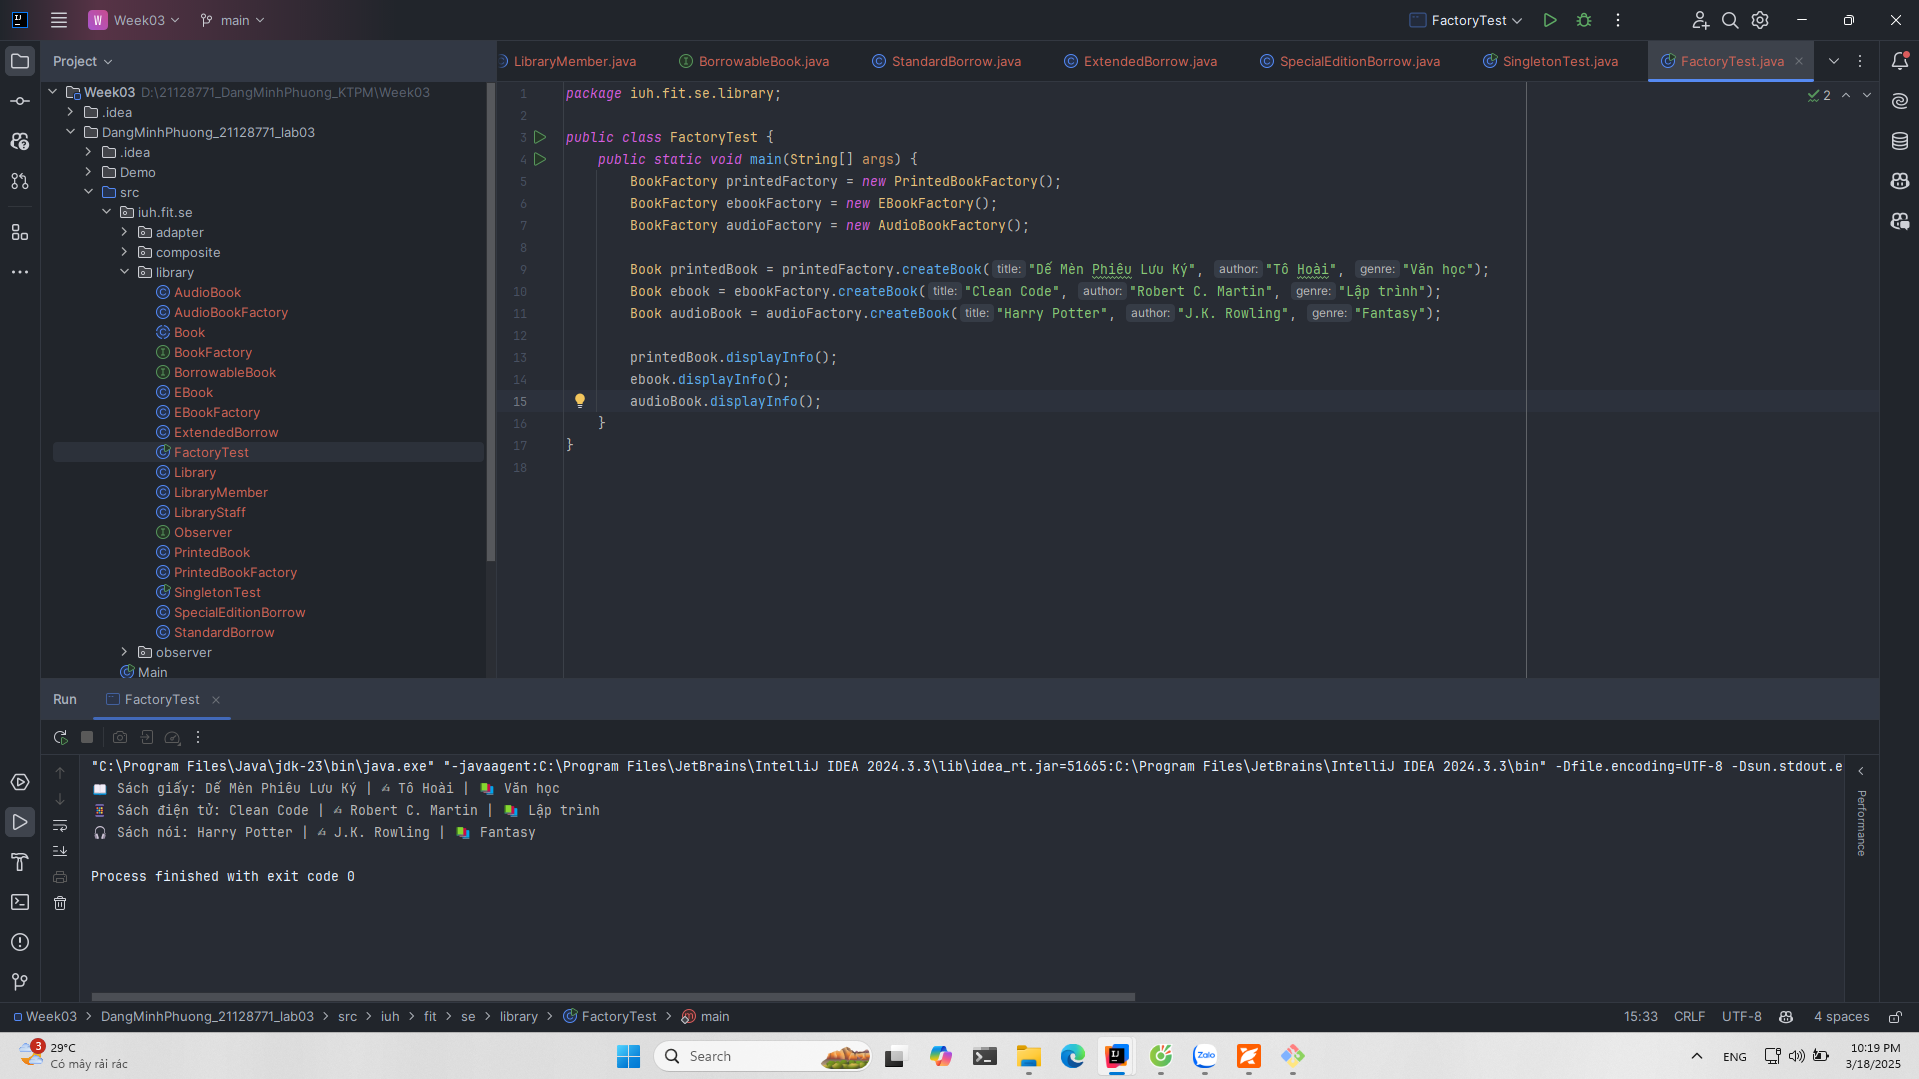 W Week03 main FactoryTest
Project
LibraryMember.java BorrowableBook.java StandardBorrow.java ExtendedBorrow.java SpecialEditionBorrow.java SingletonTest.java FactoryTest.java
Week03 D:\21128771_DangMinhPhuong_KTPM\Week03
.idea
DangMinhPhuong_21128771_lab03
.idea
Demo
src
iuh.fit.se
adapter
composite
library
AudioBook
AudioBookFactory
Book
BookFactory
BorrowableBook
EBook
EBookFactory
ExtendedBorrow
FactoryTest
Library
LibraryMember
LibraryStaff
Observer
PrintedBook
PrintedBookFactory
SingletonTest
SpecialEditionBorrow
StandardBorrow
observer
Main
1 package iuh.fit.se.library;
2
3 public class FactoryTest {
4 public static void main(String[] args) {
5 BookFactory printedFactory = new PrintedBookFactory();
6 BookFactory ebookFactory = new EBookFactory();
7 BookFactory audioFactory = new AudioBookFactory();
8
9 Book printedBook = printedFactory.createBook( title: "Dế Mèn Phiêu Lưu Ký", author: "Tô Hoài", genre: "Văn học");
10 Book ebook = ebookFactory.createBook( title: "Clean Code", author: "Robert C. Martin", genre: "Lập trình");
11 Book audioBook = audioFactory.createBook( title: "Harry Potter", author: "J.K. Rowling", genre: "Fantasy");
12
13 printedBook.displayInfo();
14 ebook.displayInfo();
15 audioBook.displayInfo();
16 }
17 }
18
2
Run FactoryTest
"C:\Program Files\Java\jdk-23\bin\java.exe" "-javaagent:C:\Program Files\JetBrains\IntelliJ IDEA 2024.3.3\lib\idea_rt.jar=51665:C:\Program Files\JetBrains\IntelliJ IDEA 2024.3.3\bin" -Dfile.encoding=UTF-8 -Dsun.stdout.e
📖 Sách giấy: Dế Mèn Phiêu Lưu Ký | ✍ Tô Hoài | 📚 Văn học
📱 Sách điện tử: Clean Code | ✍ Robert C. Martin | 📚 Lập trình
🎧 Sách nói: Harry Potter | ✍ J.K. Rowling | 📚 Fantasy
Process finished with exit code 0
Performance
Week03 > DangMinhPhuong_21128771_lab03 > src > iuh > fit > se > library > FactoryTest > main
15:33 CRLF UTF-8 4 spaces
3 29°C
Có mây rải rác
Search
Zalo
ENG
10:19 PM
3/18/2025